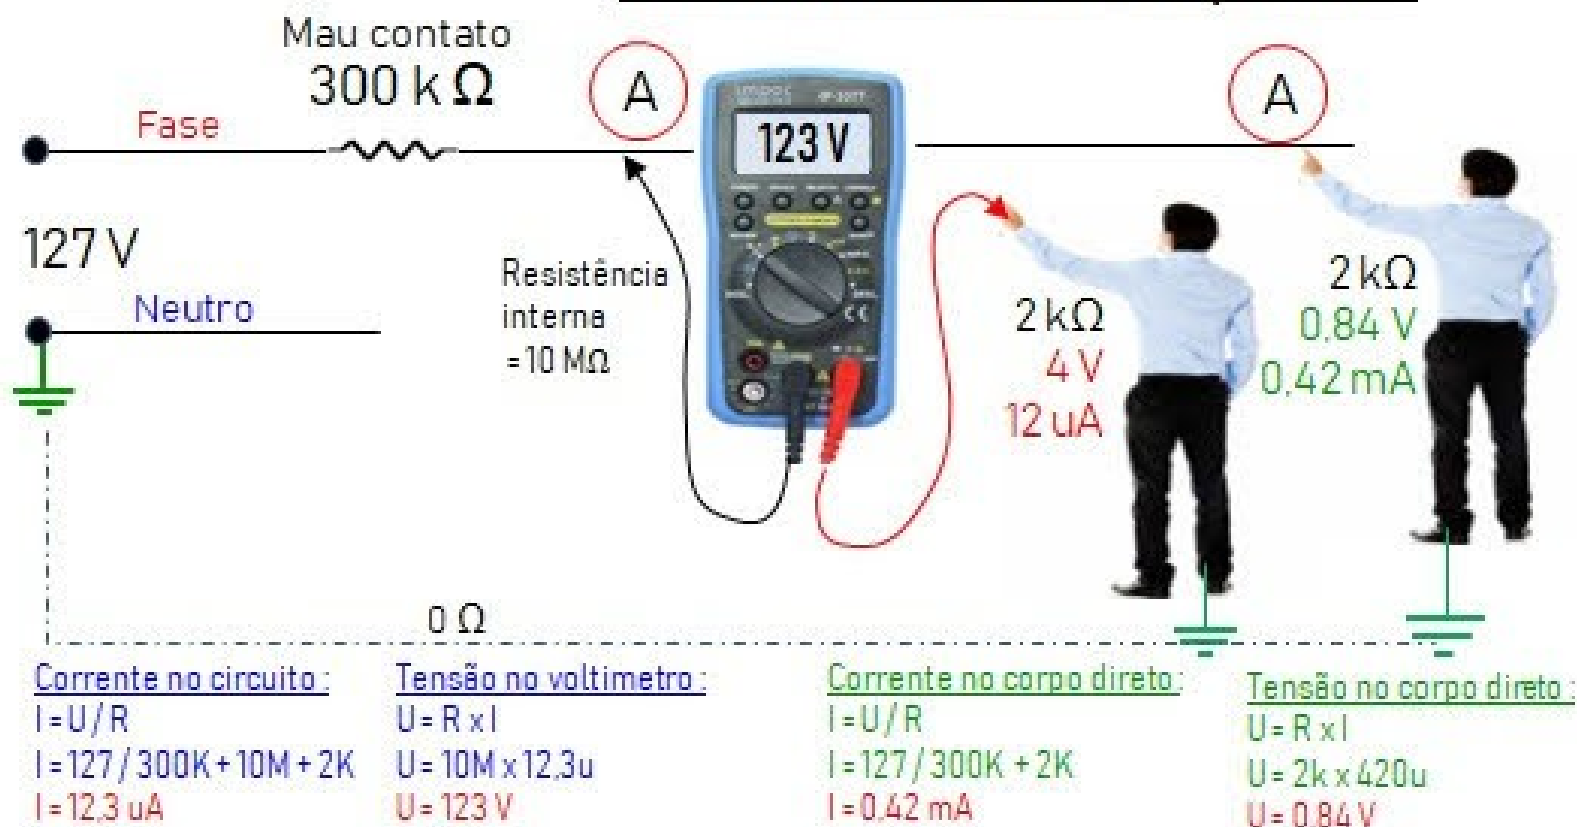 Mau contato
300 k Ω
A
A
Fase
123 V
127 V
Neutro
Resistência
interna
= 10 MΩ
2 kΩ
4 V
12 uA
2 kΩ
0,84 V
0,42 mA
CE
0 Ω
Corrente no circuito :
I = U / R
I = 127 / 300K + 10M + 2K
I = 12,3 uA
Tensão no voltimetro :
U = R x I
U = 10M x 12,3u
U = 123 V
Corrente no corpo direto :
I = U / R
I = 127 / 300K + 2K
I = 0,42 mA
Tensão no corpo direto :
U = R x I
U = 2k x 420u
U = 0,84 V